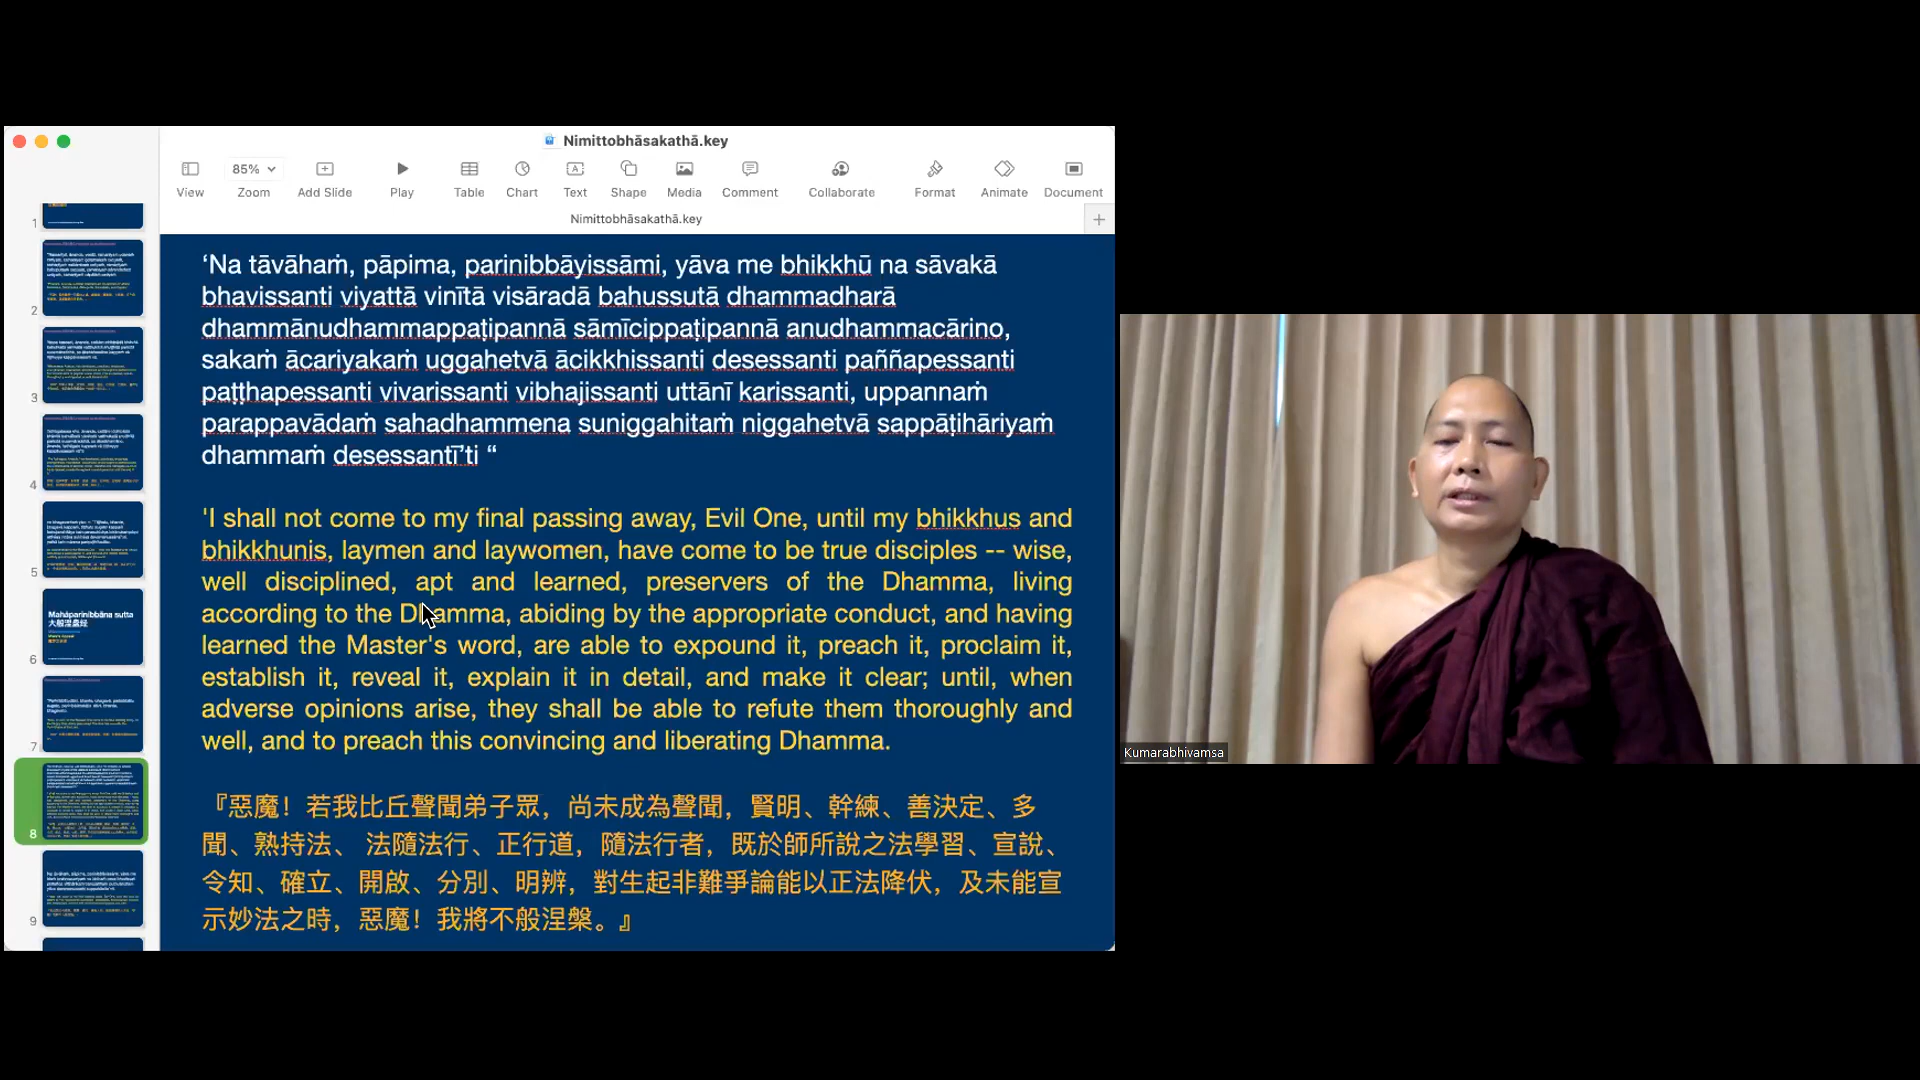 Nimittobhāsakathā.key
View
85%
Zoom
Add Slide
Play
Table
Chart
Text
Shape
Media
Comment
Collaborate
Format
Animate
Document
Nimittobhāsakathā.key
1
2
3
4
5
Mahāparinibbāna sutta
大般涅盘经
6
7
8
9
‘Na tāvāhaṁ, pāpima, parinibbāyissāmi, yāva me bhikkhū na sāvakā
bhavissanti viyattā vinītā visāradā bahussutā dhammadharā
dhammānudhammappaṭipannā sāmīcippaṭipannā anudhammacārino,
sakaṁ ācariyakaṁ uggahetvā ācikkhissanti desessanti paññapessanti
paṭṭhapessanti vivarissanti vibhajissanti uttānī karissanti, uppannaṁ
parappavādaṁ sahadhammena suniggahitaṁ niggahetvā sappāṭihāriyaṁ
dhammaṁ desessantī’ti “
'I shall not come to my final passing away, Evil One, until my bhikkhus and
bhikkhunis, laymen and laywomen, have come to be true disciples -- wise,
well disciplined, apt and learned, preservers of the Dhamma, living
according to the Dhamma, abiding by the appropriate conduct, and having
learned the Master's word, are able to expound it, preach it, proclaim it,
establish it, reveal it, explain it in detail, and make it clear; until, when
adverse opinions arise, they shall be able to refute them thoroughly and
well, and to preach this convincing and liberating Dhamma.
『惡魔！若我比丘聲聞弟子眾，尚未成為聲聞，賢明、幹練、善決定、多
聞、熟持法、 法隨法行、正行道，隨法行者，既於師所說之法學習、宣說、
令知、確立、開啟、分別、明辨，對生起非難爭論能以正法降伏，及未能宣
示妙法之時，惡魔！我將不般涅槃。』
Kumarabhivamsa